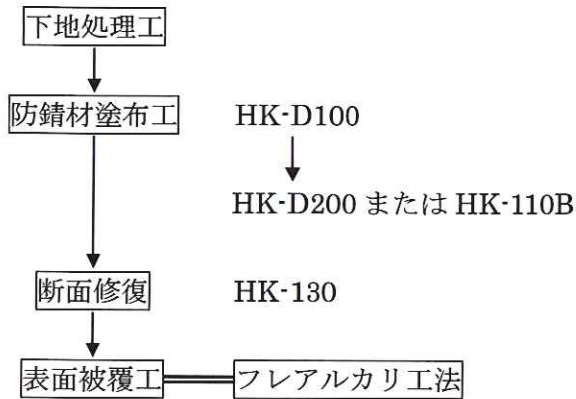 下地処理工
防錆材塗布工 HK-D100
HK-D200 または HK-110B
断面修復 HK-130
表面被覆工 フレアルカリ工法